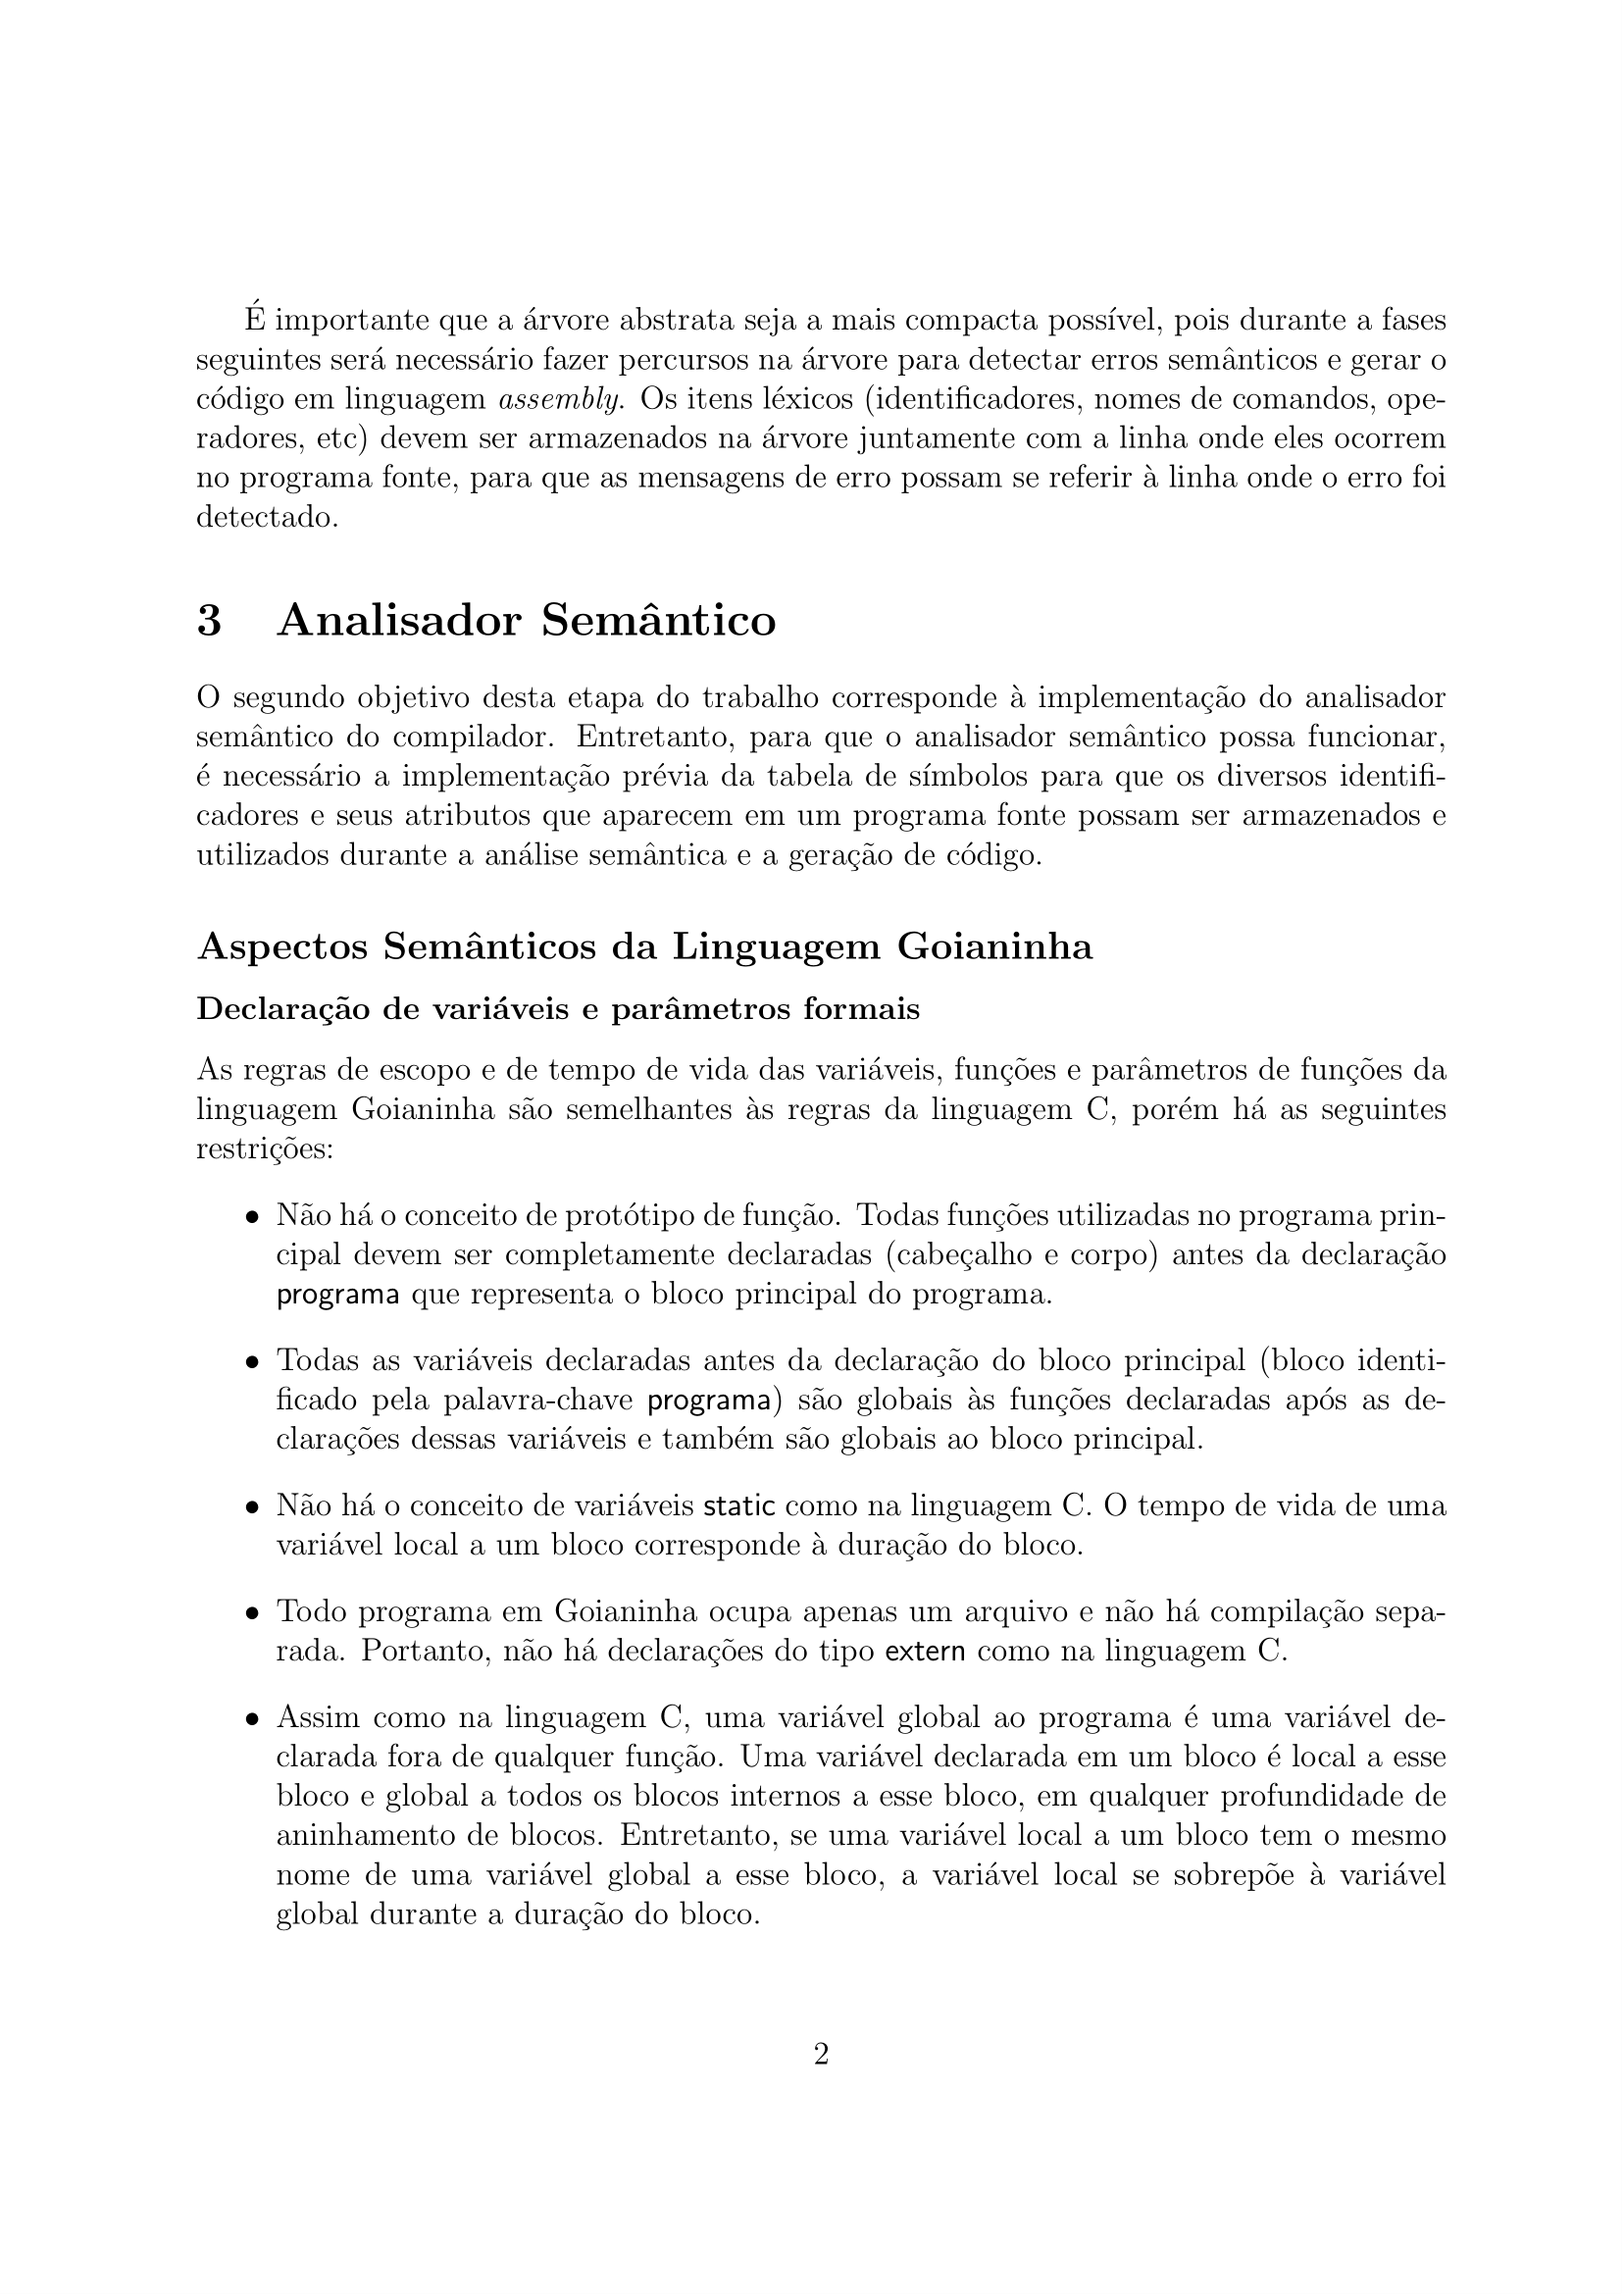 É importante que a árvore abstrata seja a mais compacta possível, pois durante a fases
seguintes será necessário fazer percursos na árvore para detectar erros semânticos e gerar o
código em linguagem assembly. Os itens léxicos (identificadores, nomes de comandos, ope-
radores, etc) devem ser armazenados na árvore juntamente com a linha onde eles ocorrem
no programa fonte, para que as mensagens de erro possam se referir à linha onde o erro foi
detectado.
3 Analisador Semântico
O segundo objetivo desta etapa do trabalho corresponde à implementação do analisador
semântico do compilador. Entretanto, para que o analisador semântico possa funcionar,
é necessário a implementação prévia da tabela de símbolos para que os diversos identifi-
cadores e seus atributos que aparecem em um programa fonte possam ser armazenados e
utilizados durante a análise semântica e a geração de código.
Aspectos Semânticos da Linguagem Goianinha
Declaração de variáveis e parâmetros formais
As regras de escopo e de tempo de vida das variáveis, funções e parâmetros de funções da
linguagem Goianinha são semelhantes às regras da linguagem C, porém há as seguintes
restrições:
• Não há o conceito de protótipo de função. Todas funções utilizadas no programa prin-
cipal devem ser completamente declaradas (cabeçalho e corpo) antes da declaração
programa que representa o bloco principal do programa.
• Todas as variáveis declaradas antes da declaração do bloco principal (bloco identi-
ficado pela palavra-chave programa) são globais às funções declaradas após as de-
clarações dessas variáveis e também são globais ao bloco principal.
• Não há o conceito de variáveis static como na linguagem C. O tempo de vida de uma
variável local a um bloco corresponde à duração do bloco.
• Todo programa em Goianinha ocupa apenas um arquivo e não há compilação sepa-
rada. Portanto, não há declarações do tipo extern como na linguagem C.
• Assim como na linguagem C, uma variável global ao programa é uma variável de-
clarada fora de qualquer função. Uma variável declarada em um bloco é local a esse
bloco e global a todos os blocos internos a esse bloco, em qualquer profundidade de
aninhamento de blocos. Entretanto, se uma variável local a um bloco tem o mesmo
nome de uma variável global a esse bloco, a variável local se sobrepõe à variável
global durante a duração do bloco.
2